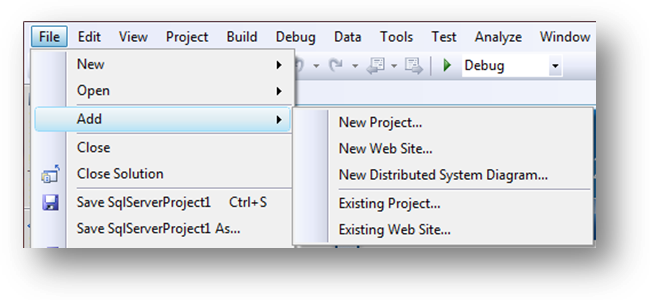 File Edit View Project Build Debug Data Tools Test Analyze Window
New
Debug
Open
Add
New Project...
New Web Site...
Close
Close Solution
New Distributed System Diagram...
Save SqlServerProject1 Ctrl+S
Existing Project...
Save SqlServerProject1 As...
Existing Web Site...